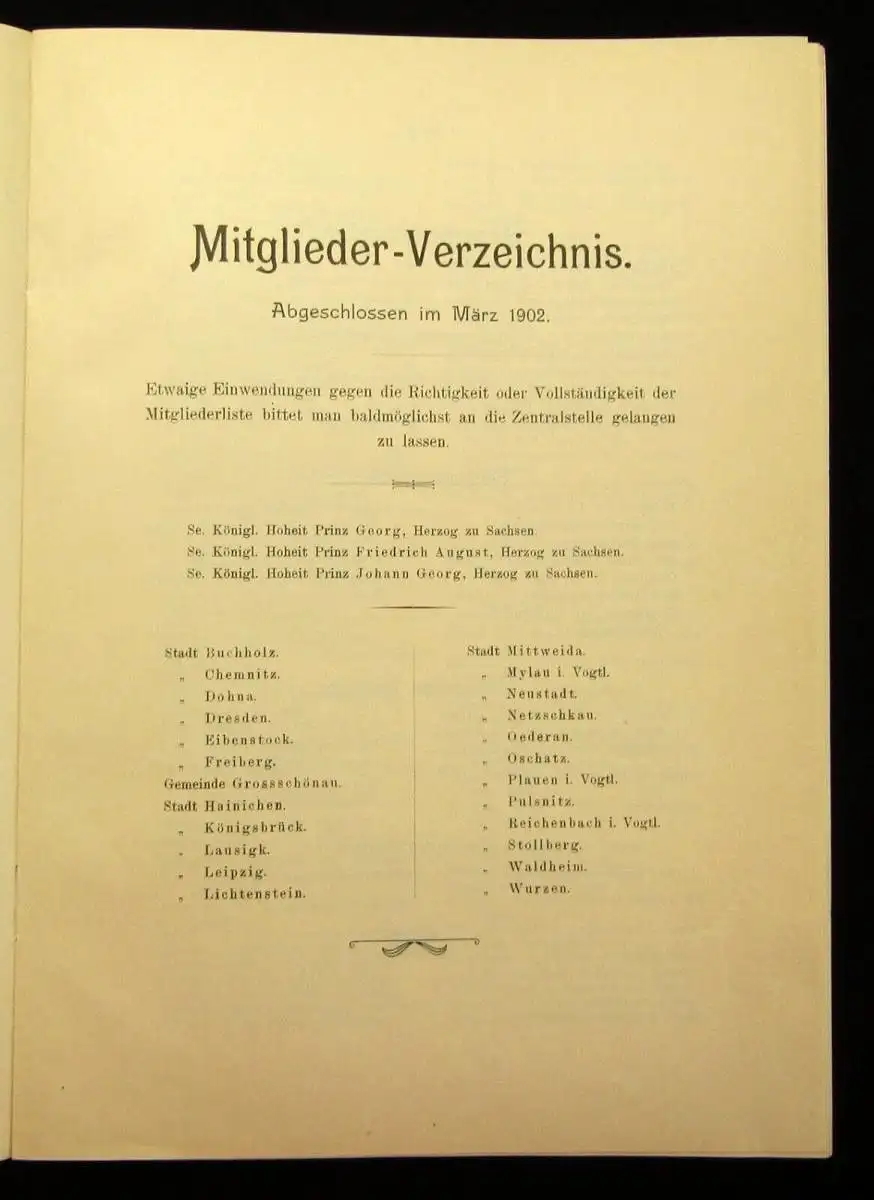 Mitglieder-Verzeichnis.
Abgeschlossen im März 1902.
Etwaige Einwendungen gegen die Richtigkeit oder Vollständigkeit der
Mitgliederliste bittet man baldmöglichst an die Zentralstelle gelangen
zu lassen.
Se. Königl. Hoheit Prinz Georg, Herzog zu Sachsen
Se. Königl. Hoheit Prinz Friedrich August, Herzog zu Sachsen.
Se. Königl. Hoheit Prinz Johann Georg, Herzog zu Sachsen.
Stadt Buchholz.
„ Chemnitz.
„ Dohna.
„ Dresden.
„ Eibenstock.
„ Freiberg.
Gemeinde Grossschönau.
Stadt Hainichen.
„ Königsbrück.
„ Lausigk.
„ Leipzig.
„ Lichtenstein.
Stadt Mittweida.
„ Mylau i. Vogtl.
„ Neustadt.
„ Netzschkau.
„ Oederan.
„ Oschatz.
„ Plauen i. Vogtl.
„ Pulsnitz.
„ Reichenbach i. Vogtl.
„ Stollberg.
„ Waldheim.
„ Wurzen.